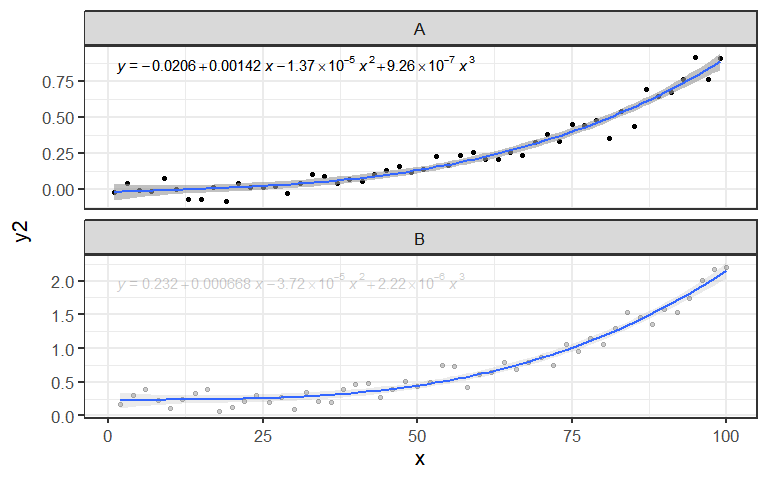 A
y = −0.0206 + 0.00142 x − 1.37 × 10⁻⁵ x² + 9.26 × 10⁻⁷ x³
0.75
0.50
0.25
0.00
y2
B
y = 0.232 + 0.000668 x − 3.72 × 10⁻⁵ x² + 2.22 × 10⁻⁶ x³
2.0
1.5
1.0
0.5
0.0
0 25 50 75 100
x